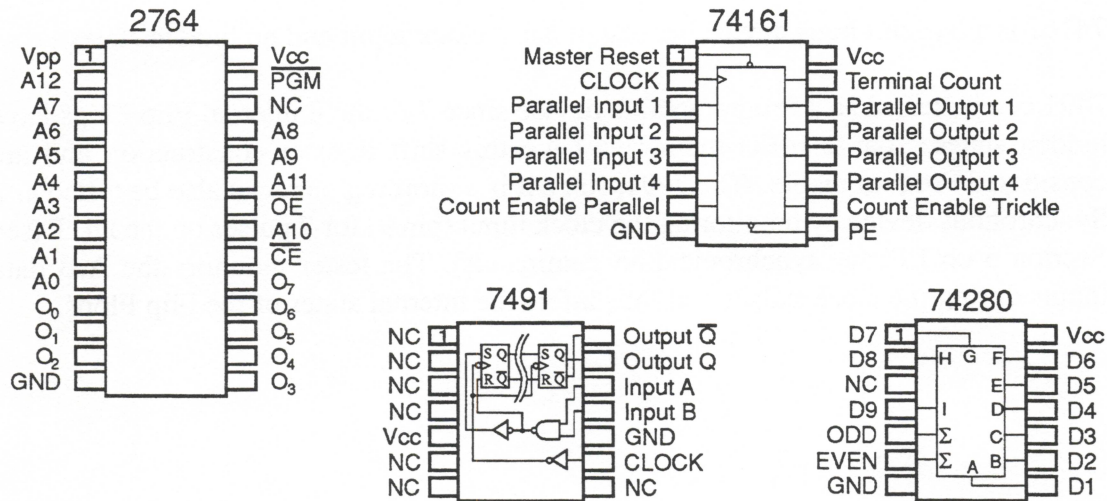 2764
Vpp 1 Vcc
A12 P̅G̅M̅
A7 NC
A6 A8
A5 A9
A4 A11
A3 O̅E̅
A2 A10
A1 C̅E̅
A0 O₇
O₀ O₆
O₁ O₅
O₂ O₄
GND O₃
74161
Master Reset 1 Vcc
CLOCK Terminal Count
Parallel Input 1 Parallel Output 1
Parallel Input 2 Parallel Output 2
Parallel Input 3 Parallel Output 3
Parallel Input 4 Parallel Output 4
Count Enable Parallel Count Enable Trickle
GND PE
7491
NC 1 Output Q̅
NC S Q S Q Output Q
NC R Q̅ R Q̅ Input A
NC Input B
Vcc GND
NC CLOCK
NC NC
74280
D7 1 G Vcc
D8 H F D6
NC E D5
D9 I D D4
ODD Σ C D3
EVEN Σ A B D2
GND D1